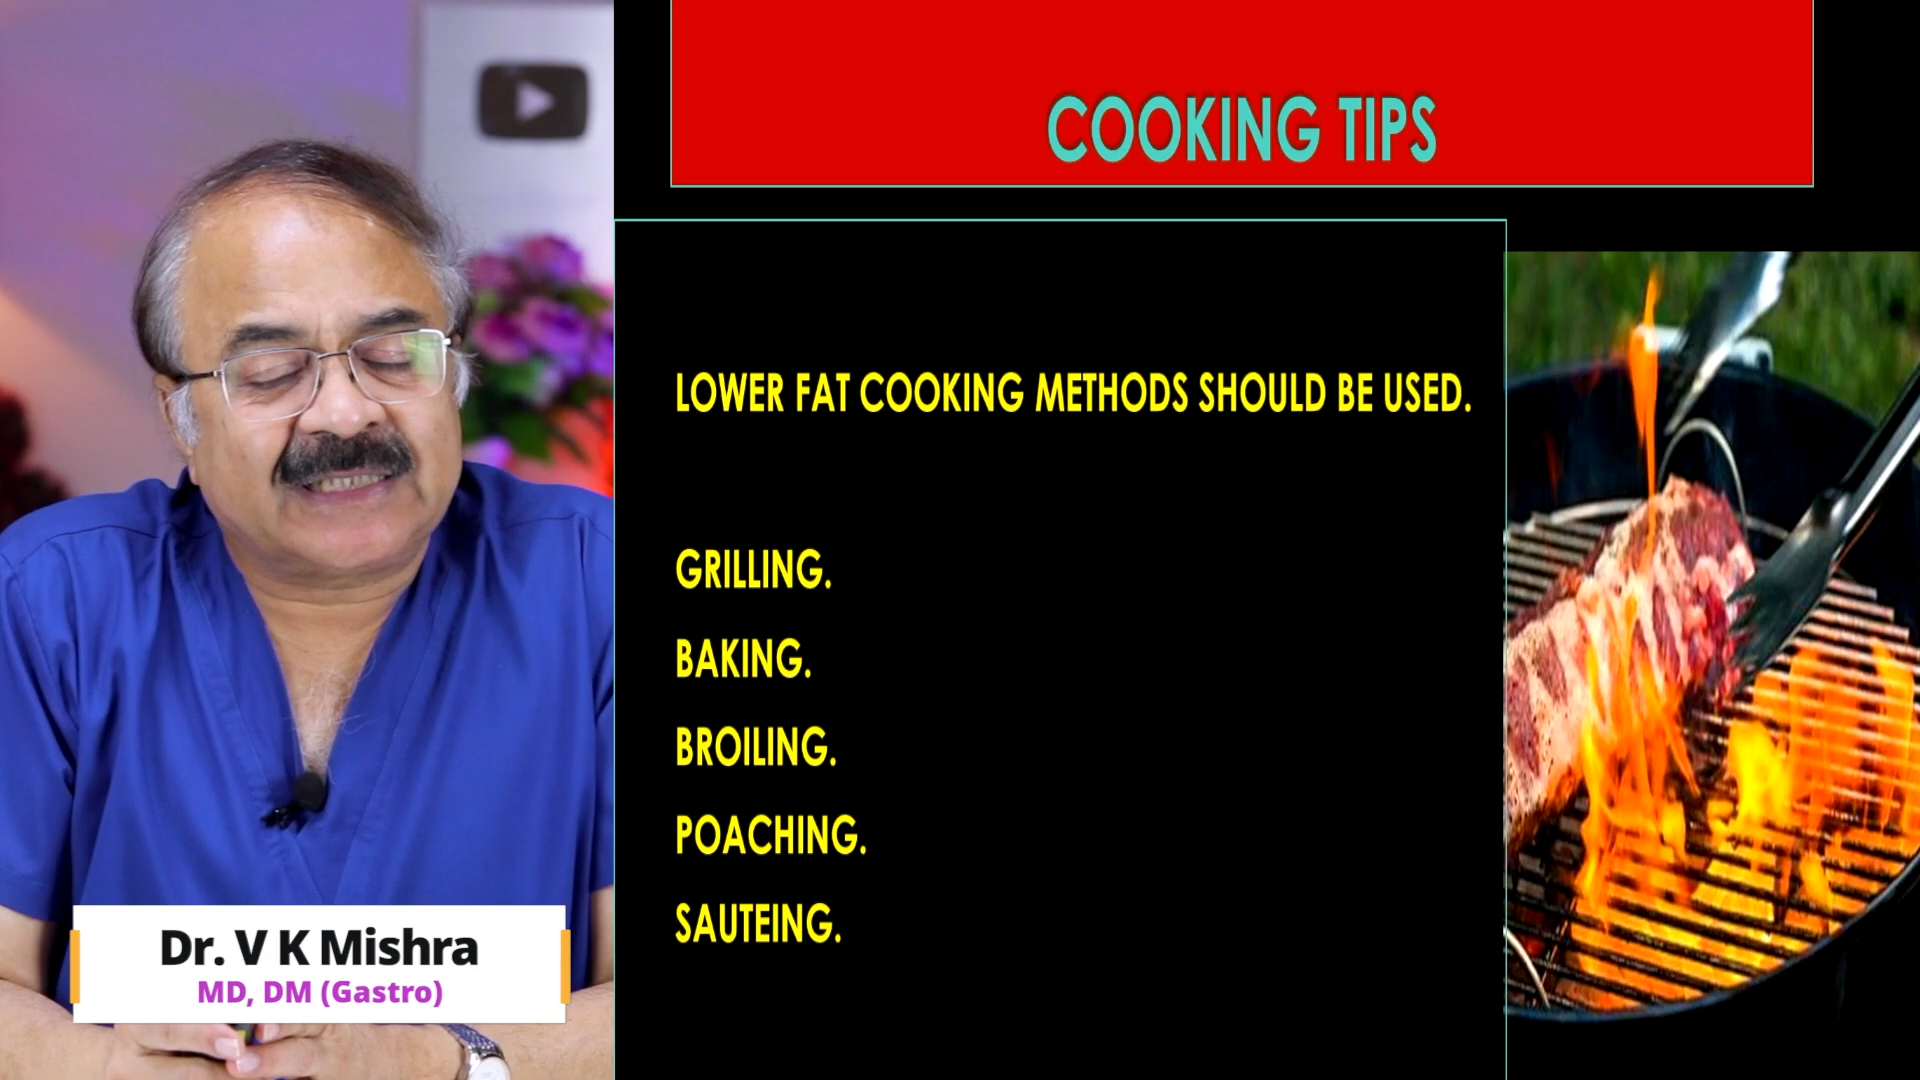 COOKING TIPS
LOWER FAT COOKING METHODS SHOULD BE USED.
GRILLING.
BAKING.
BROILING.
POACHING.
SAUTEING.
Dr. V K Mishra
MD, DM (Gastro)